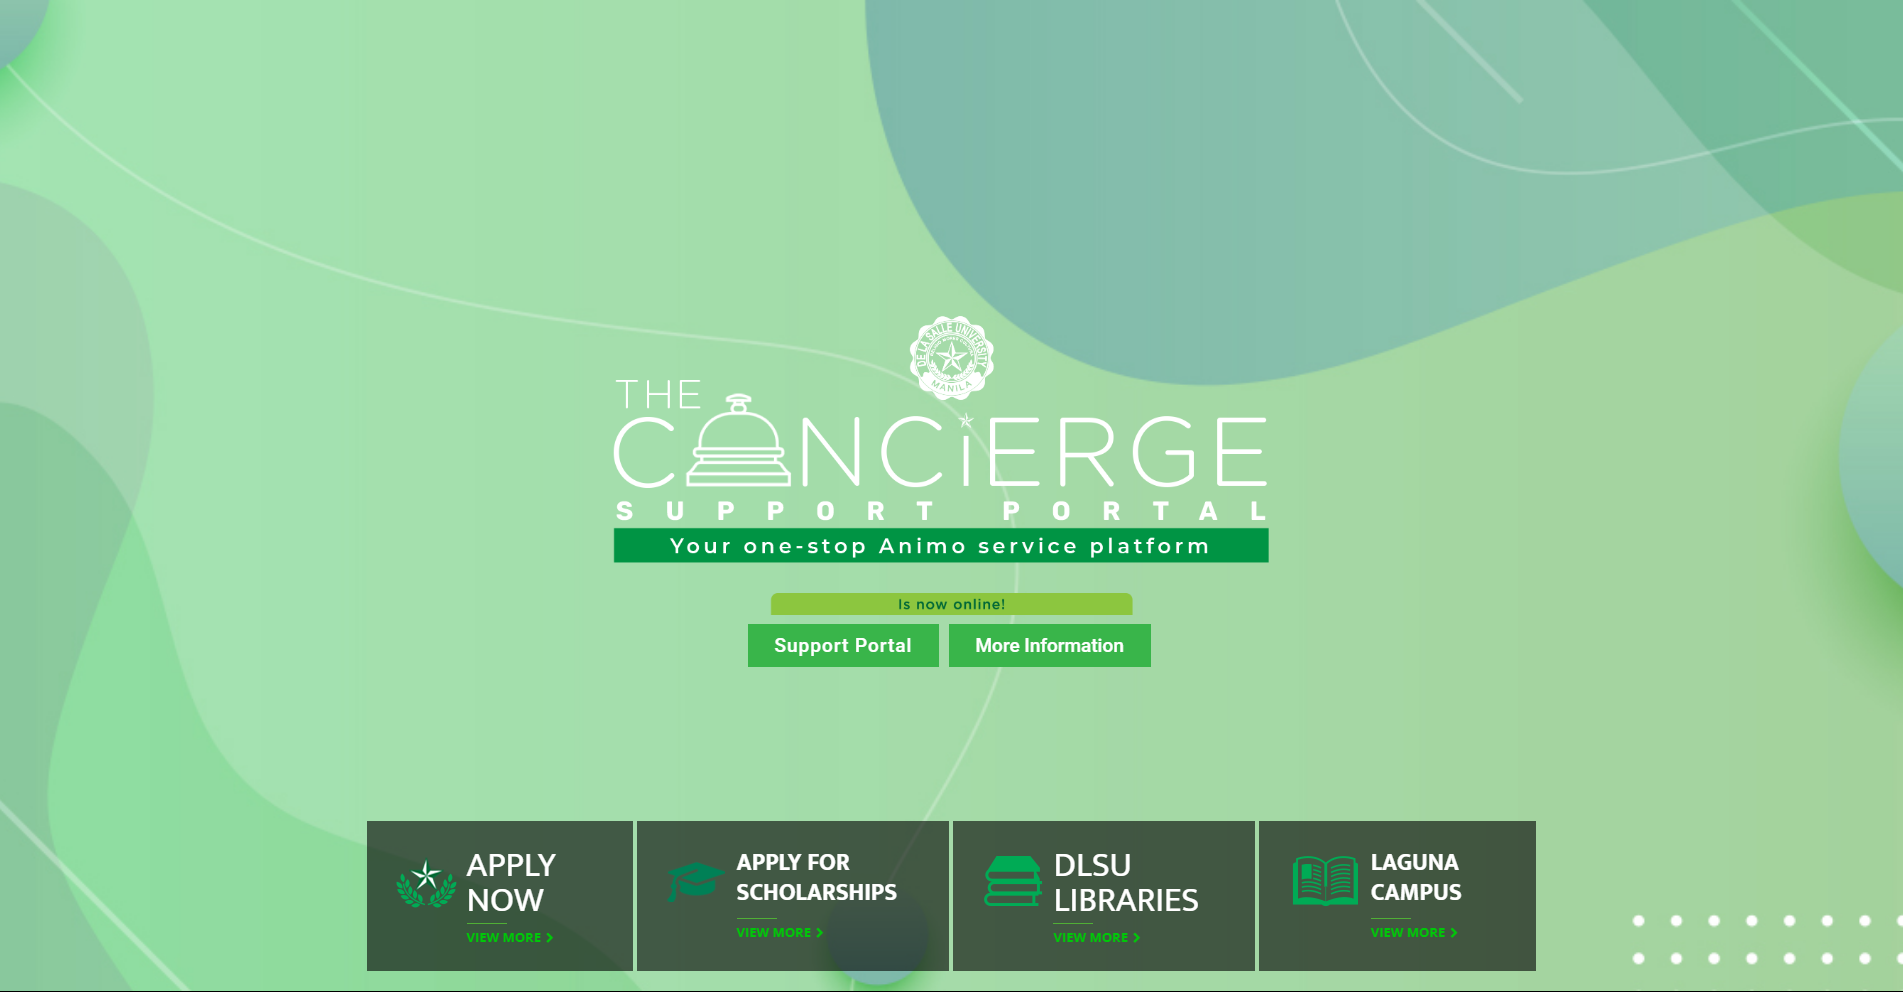 DE LA SALLE UNIVERSITY
MANILA
THE
CONCiERGE
SUPPORT PORTAL
Your one-stop Animo service platform
Is now online!
Support Portal
More Information
APPLY
NOW
VIEW MORE
APPLY FOR
SCHOLARSHIPS
VIEW MORE
DLSU
LIBRARIES
VIEW MORE
LAGUNA
CAMPUS
VIEW MORE